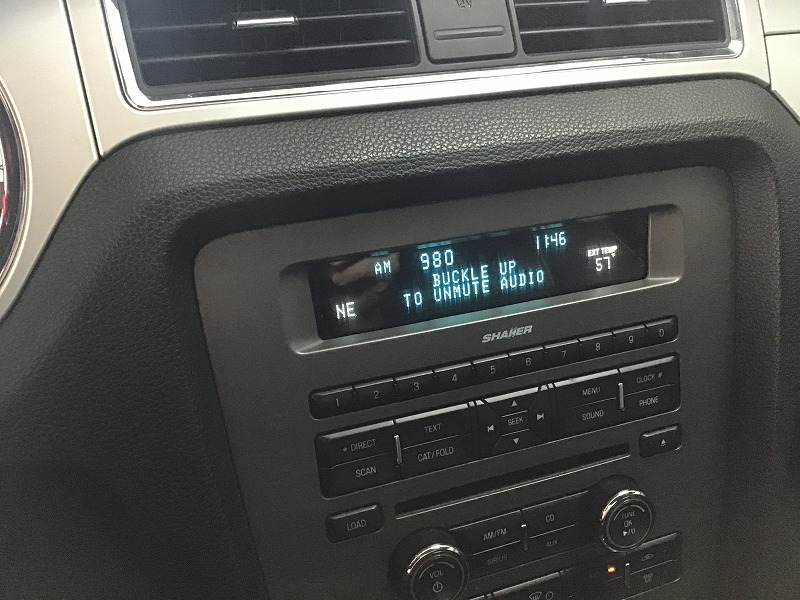 AM 980 11:46
BUCKLE UP
TO UNMUTE AUDIO
NE
EXT TEMP
57°
SHAKER
1 2 3 4 5 6 7 8 9 0
* DIRECT TEXT SEEK MENU CLOCK #
SCAN CAT/FOLD SOUND PHONE
LOAD AM/FM CD
SIRIUS AUX
TUNE
OK
VOL